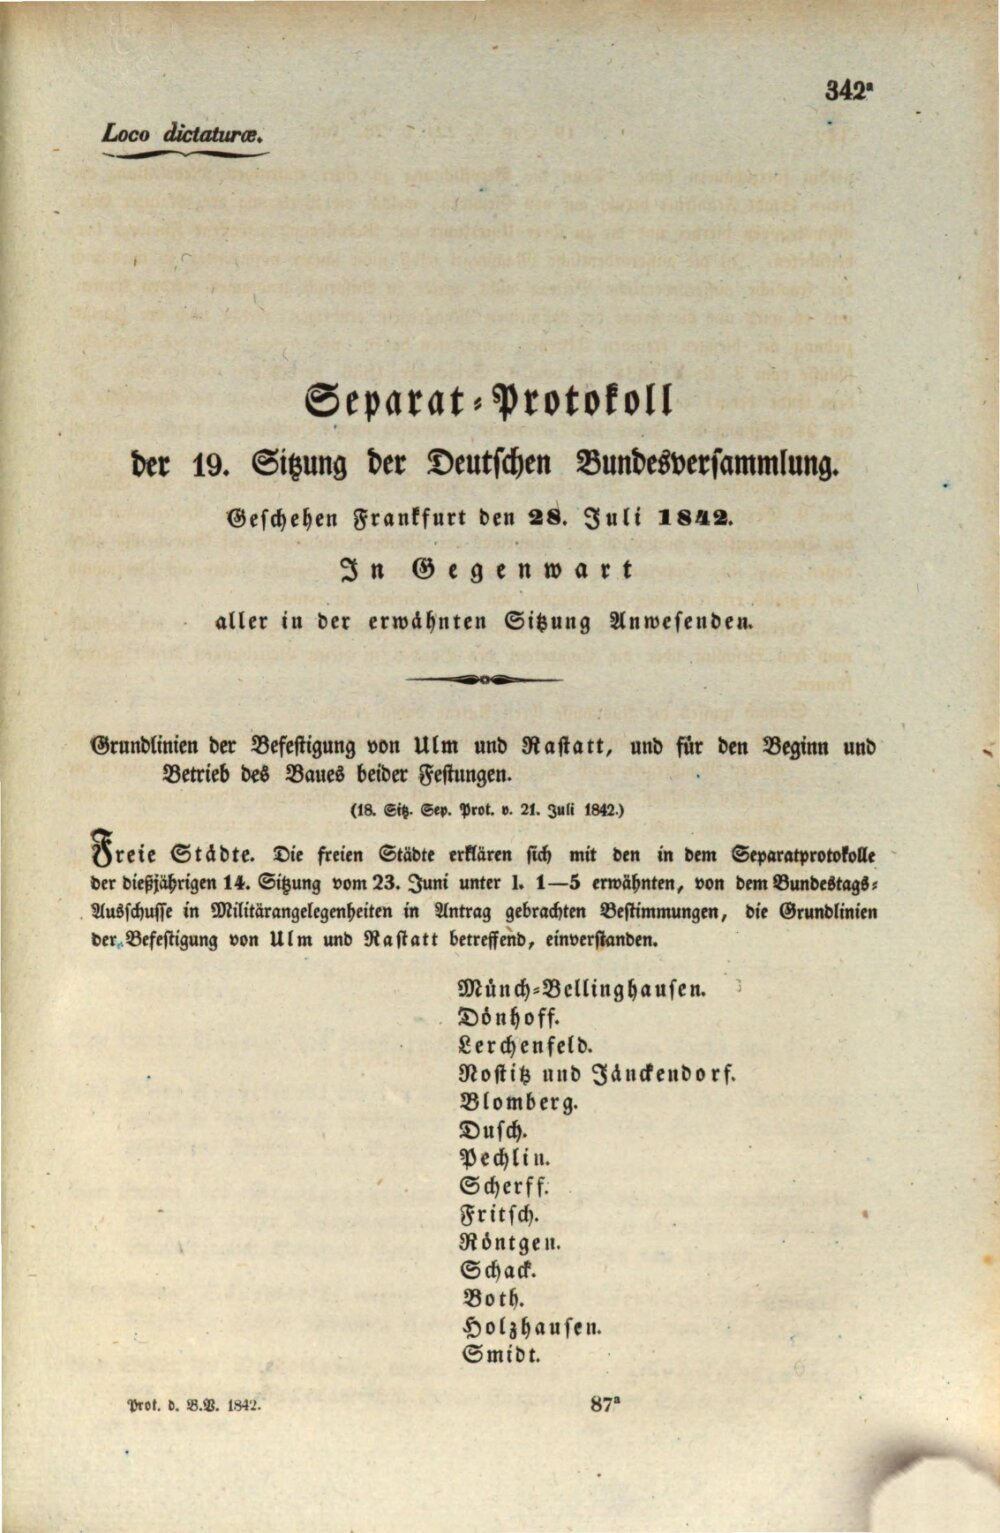 342ª
Loco dictaturæ.
Separat-Protokoll
der 19. Sitzung der Deutschen Bundesversammlung.
Geschehen Frankfurt den 28. Juli 1842.
In Gegenwart
aller in der erwähnten Sitzung Anwesenden.
Grundlinien der Befestigung von Ulm und Rastatt, und für den Beginn und
Betrieb des Baues beider Festungen.
(18. Sitz. Sep. Prot. v. 21. Juli 1842.)
Freie Städte. Die freien Städte erklären sich mit den in dem Separatprotokolle
der dießjährigen 14. Sitzung vom 23. Juni unter I. 1—5 erwähnten, von dem Bundestags-
Ausschusse in Militärangelegenheiten in Antrag gebrachten Bestimmungen, die Grundlinien
der Befestigung von Ulm und Rastatt betreffend, einverstanden.
Münch-Bellinghausen.
Dönhoff.
Lerchenfeld.
Nostitz und Jänckendorf.
Blomberg.
Dusch.
Pechlin.
Scherff.
Fritsch.
Röntgen.
Schack.
Both.
Holzhausen.
Smidt.
Prot. d. B.V. 1842.
87ª